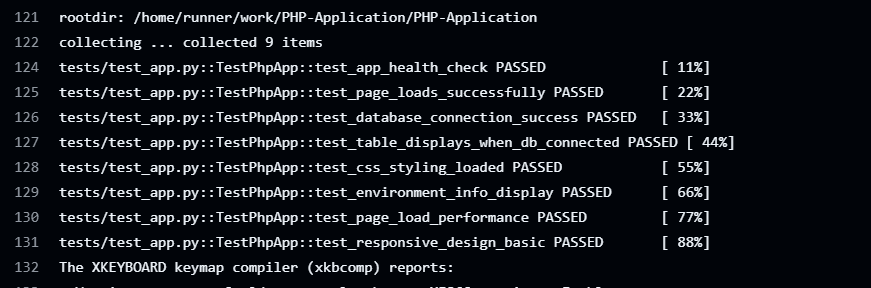 121 rootdir: /home/runner/work/PHP-Application/PHP-Application
122 collecting ... collected 9 items
124 tests/test_app.py::TestPhpApp::test_app_health_check PASSED [ 11%]
125 tests/test_app.py::TestPhpApp::test_page_loads_successfully PASSED [ 22%]
126 tests/test_app.py::TestPhpApp::test_database_connection_success PASSED [ 33%]
127 tests/test_app.py::TestPhpApp::test_table_displays_when_db_connected PASSED [ 44%]
128 tests/test_app.py::TestPhpApp::test_css_styling_loaded PASSED [ 55%]
129 tests/test_app.py::TestPhpApp::test_environment_info_display PASSED [ 66%]
130 tests/test_app.py::TestPhpApp::test_page_load_performance PASSED [ 77%]
131 tests/test_app.py::TestPhpApp::test_responsive_design_basic PASSED [ 88%]
132 The XKEYBOARD keymap compiler (xkbcomp) reports: